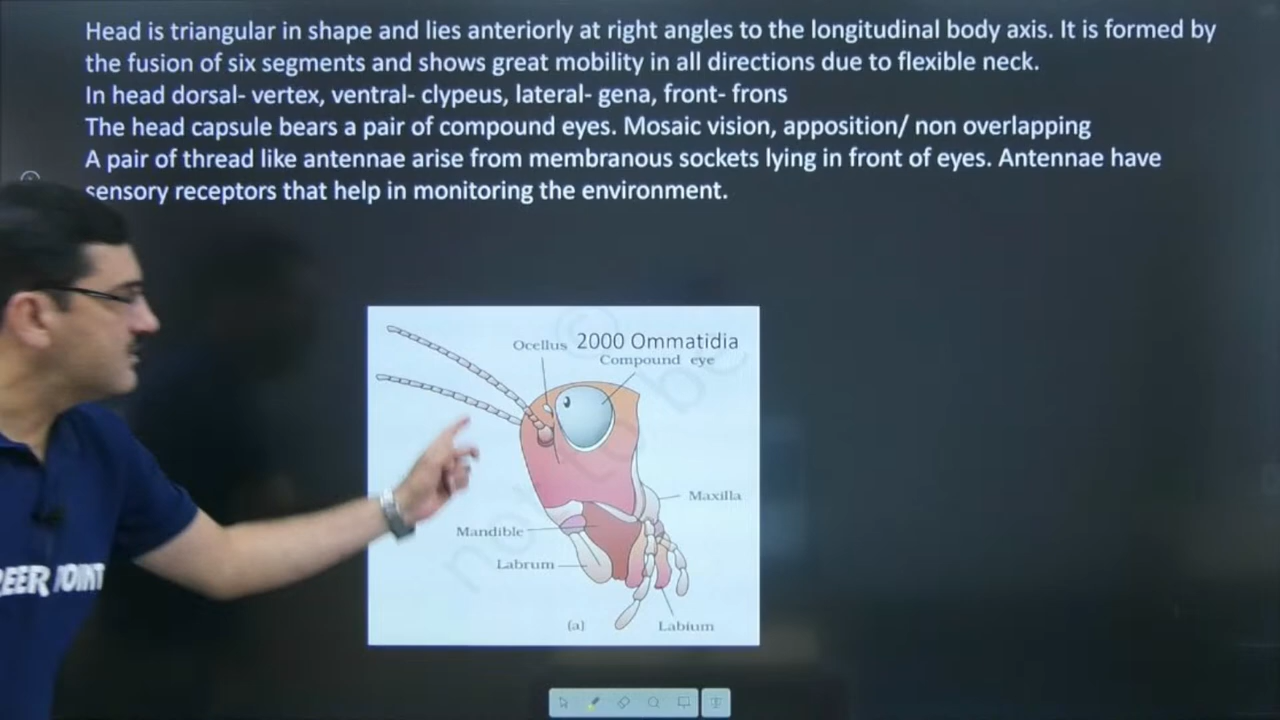 Head is triangular in shape and lies anteriorly at right angles to the longitudinal body axis. It is formed by
the fusion of six segments and shows great mobility in all directions due to flexible neck.
In head dorsal- vertex, ventral- clypeus, lateral- gena, front- frons
The head capsule bears a pair of compound eyes. Mosaic vision, apposition/ non overlapping
A pair of thread like antennae arise from membranous sockets lying in front of eyes. Antennae have
sensory receptors that help in monitoring the environment.
Ocellus 2000 Ommatidia
Compound eye
Maxilla
Mandible
Labrum
(a) Labium
POINT